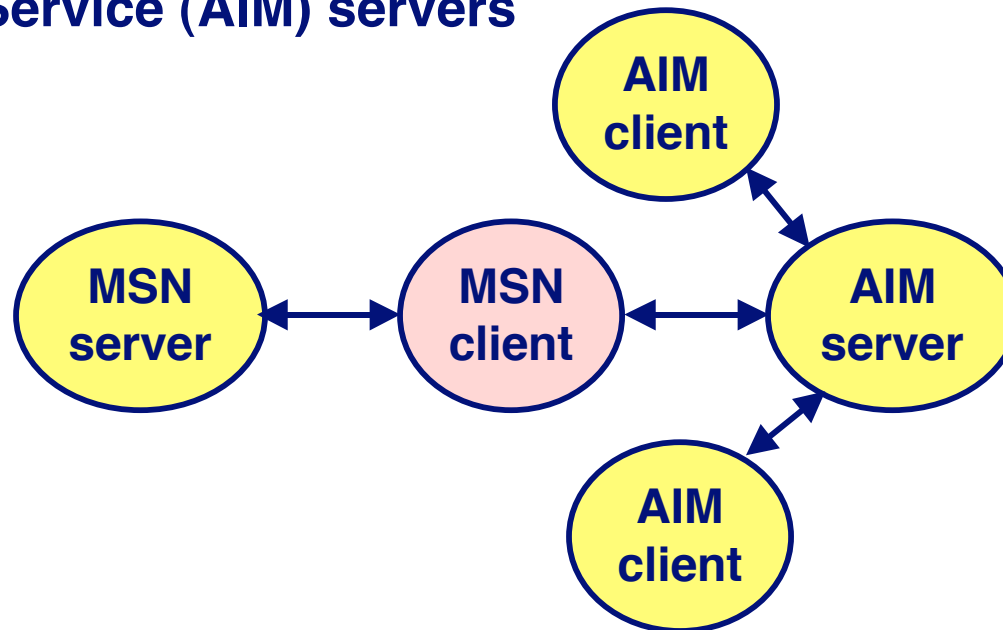 Service (AIM) servers
AIM
client
MSN
server
MSN
client
AIM
server
AIM
client